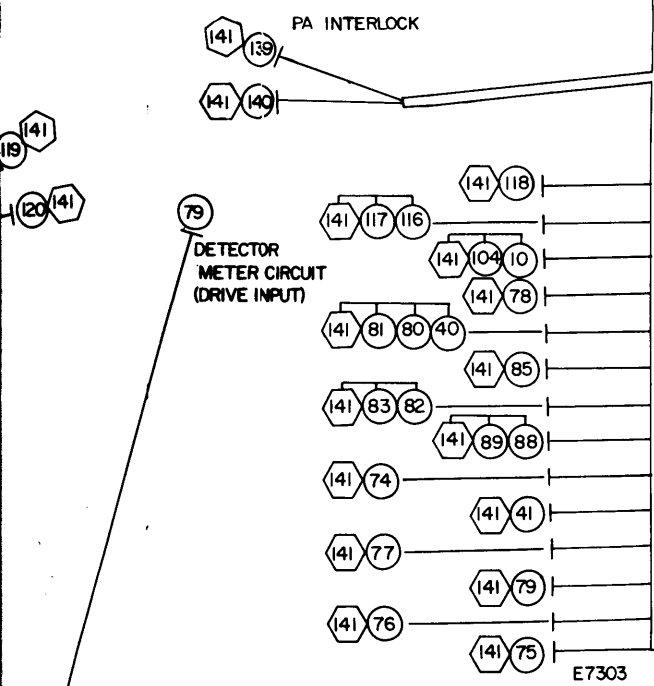 PA INTERLOCK
141 139
141 140
119 141
120 141
79
DETECTOR
METER CIRCUIT
(DRIVE INPUT)
141 118
141 117 116
141 104 10
141 78
141 81 80 40
141 85
141 83 82
141 89 88
141 74
141 41
141 77
141 79
141 76
141 75
E7303